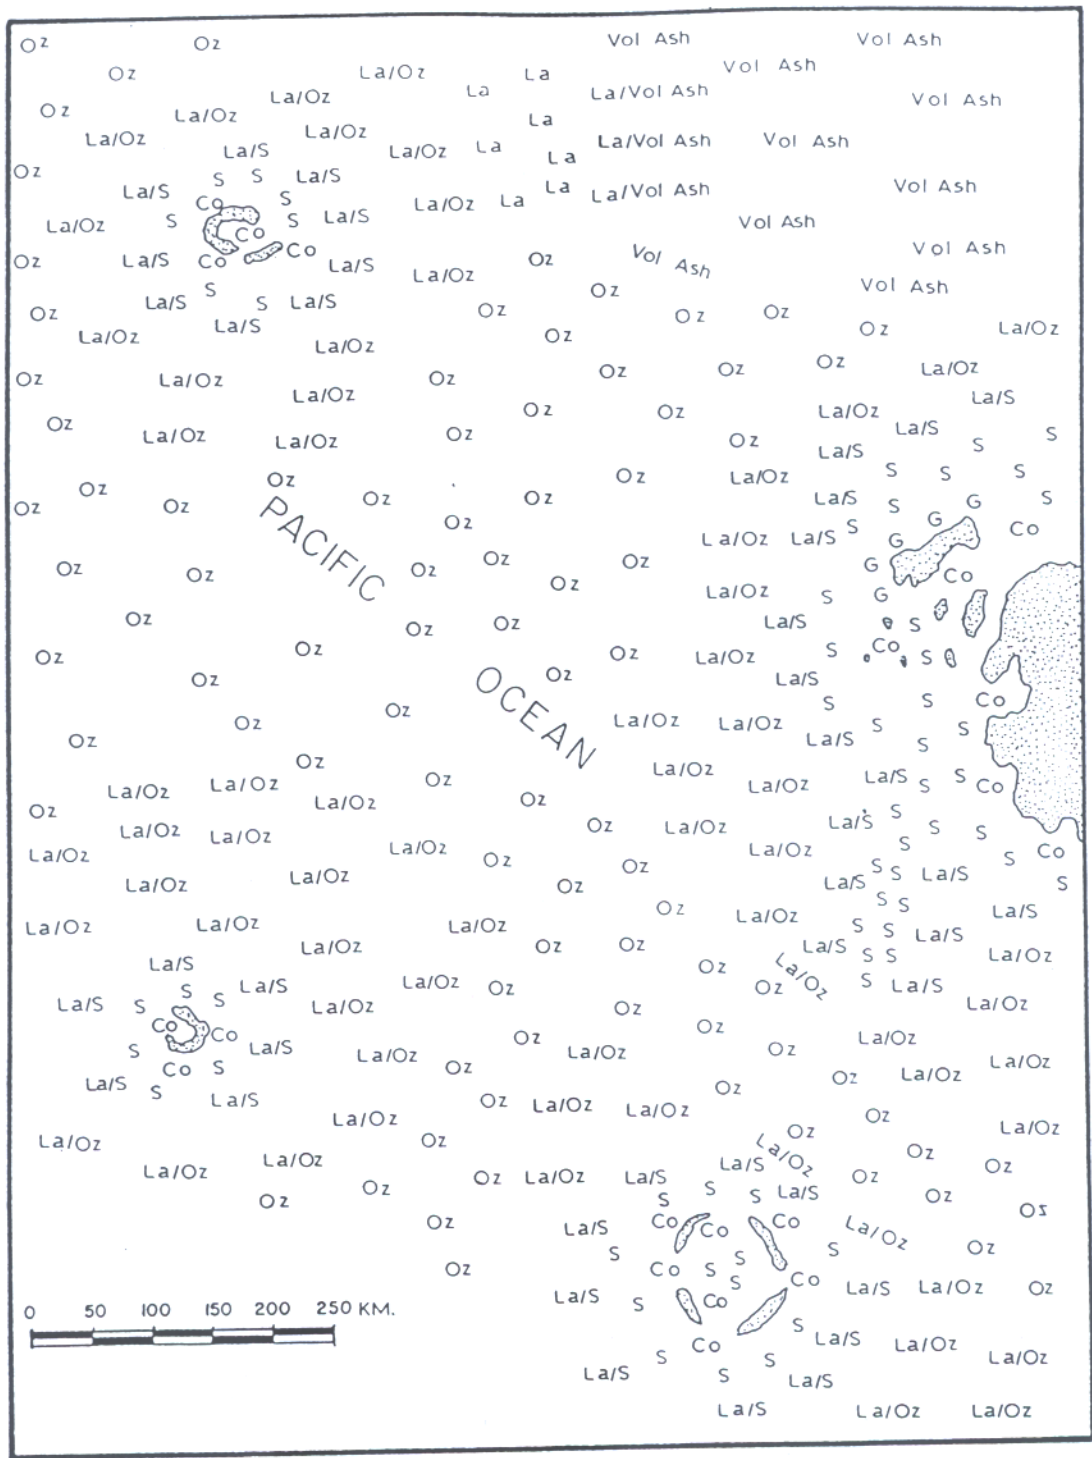 Oz Oz Vol Ash Vol Ash
Oz La/Oz La Vol Ash
La/Oz La La/Vol Ash Vol Ash
Oz La/Oz La
La/Oz La/Oz La/Vol Ash Vol Ash
La/S La/Oz La La
Oz S S La/S
La/S Co S La La/Vol Ash Vol Ash
La/Oz S S La/S La/Oz La Vol Ash
Co Co Vol Ash
Oz La/S Co La/S La/Oz Oz Vol Ash
La/S S S La/S Oz Vol Ash
Oz La/S Oz Oz Oz
La/Oz La/Oz Oz Oz La/Oz
Oz La/Oz La/Oz Oz Oz Oz Oz La/Oz
La/S
Oz Oz Oz La/Oz
Oz La/Oz La/Oz Oz Oz La/S S S
La/S
Oz Oz La/Oz S S S
Oz Oz Oz Oz Oz La/S S G S
PACIFIC Oz La/Oz La/S S G G Co
Oz Oz Oz Oz Oz Oz G Co
La/Oz S G
Oz Oz Oz La/S S
Oz Oz Oz La/Oz S Co S
OCEAN Oz
Oz La/S
Oz Oz La/Oz La/Oz S S Co
Oz La/S S S S
Oz Oz La/Oz La/Oz La/S S S Co
La/Oz La/Oz La/Oz Oz
Oz La/Oz La/Oz Oz La/Oz La/S S S S
La/Oz La/Oz Oz Oz La/Oz S S Co
La/Oz La/Oz Oz La/S S S La/S S
La/Oz La/Oz La/Oz Oz La/Oz S S La/S
La/Oz Oz Oz La/S S S La/S
La/S S S La/Oz
La/S S S S La/S La/Oz Oz Oz Oz La/Oz S La/S
La/Oz Oz La/Oz
Co Co Oz Oz La/Oz
S La/S La/Oz La/Oz Oz La/Oz
La/S S Co S Oz Oz Oz La/Oz
La/S La/Oz Oz La/Oz La/Oz Oz
La/Oz Oz Oz La/Oz
La/Oz La/Oz Oz La/Oz La/S La/S La/Oz Oz Oz Oz
Oz Oz S S S La/S Oz Oz
Oz La/S Co Co Co La/Oz
S S S Oz
Oz Co S S Co La/S La/Oz Oz
0 50 100 150 200 250 KM.
La/S S Co S La/S La/Oz
La/S S Co S S La/S La/Oz
La/S La/Oz La/Oz